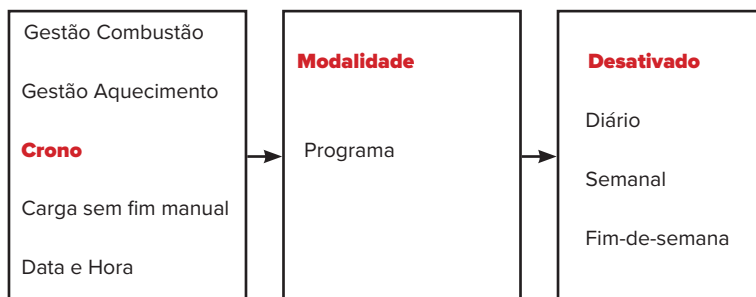 Gestão Combustão
Gestão Aquecimento
Crono
Carga sem fim manual
Data e Hora
Modalidade
Programa
Desativado
Diário
Semanal
Fim-de-semana